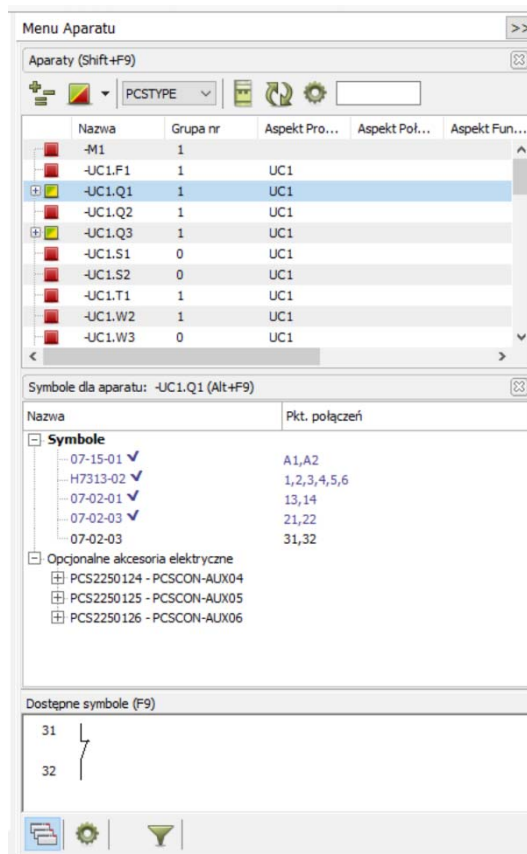 Menu Aparatu >>
Aparaty (Shift+F9)
PCSTYPE
Nazwa Grupa nr Aspekt Pro... Aspekt Poł... Aspekt Fun...
-M1 1
-UC1.F1 1 UC1
-UC1.Q1 1 UC1
-UC1.Q2 1 UC1
-UC1.Q3 1 UC1
-UC1.S1 0 UC1
-UC1.S2 0 UC1
-UC1.T1 1 UC1
-UC1.W2 1 UC1
-UC1.W3 0 UC1
Symbole dla aparatu: -UC1.Q1 (Alt+F9)
Nazwa Pkt. połączeń
Symbole
07-15-01 A1,A2
H7313-02 1,2,3,4,5,6
07-02-01 13,14
07-02-03 21,22
07-02-03 31,32
Opcjonalne akcesoria elektryczne
PCS2250124 - PCSCON-AUX04
PCS2250125 - PCSCON-AUX05
PCS2250126 - PCSCON-AUX06
Dostępne symbole (F9)
31
32